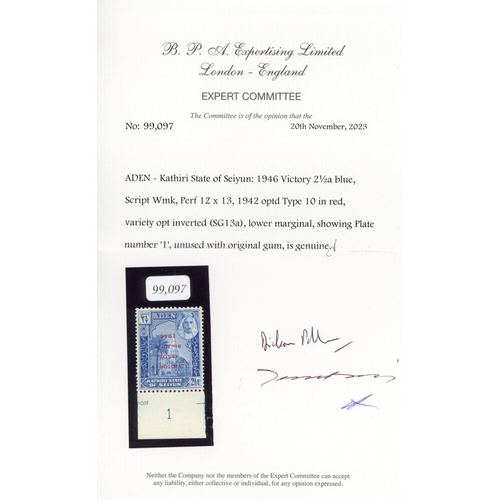 B. P. A. Expertising Limited
London - England
EXPERT COMMITTEE
The Committee is of the opinion that the
No: 99,097 20th November, 2023
ADEN - Kathiri State of Seiyun: 1946 Victory 2½a blue,
Script Wmk, Perf 12 x 13, 1942 optd Type 10 in red,
variety opt inverted (SG13a), lower marginal, showing Plate
number '1', unused with original gum, is genuine.
99,097
ADEN
KATHIRI STATE
OF SEIYUN
1
Neither the Company nor the members of the Expert Committee can accept
any liability, either collective or individual, for any opinion expressed.